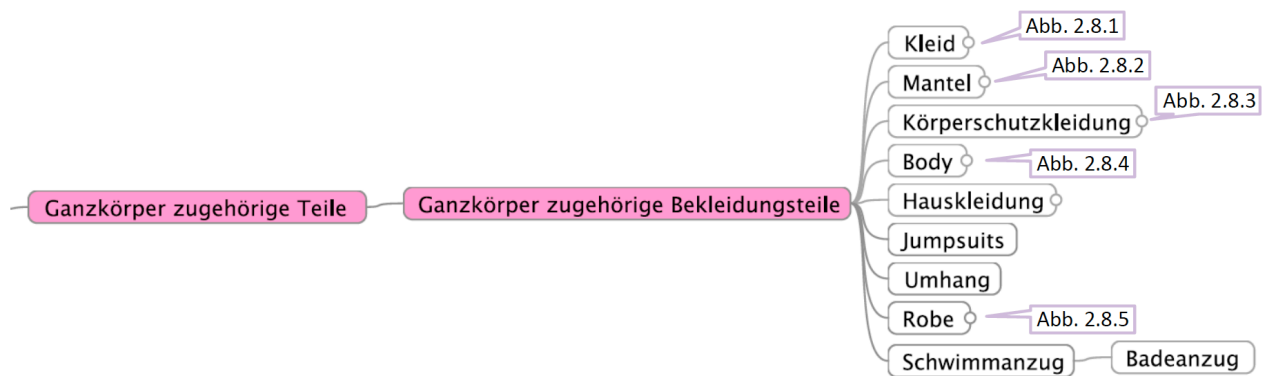 Kleid
Abb. 2.8.1
Mantel
Abb. 2.8.2
Körperschutzkleidung
Abb. 2.8.3
Body
Abb. 2.8.4
Ganzkörper zugehörige Teile
Ganzkörper zugehörige Bekleidungsteile
Hauskleidung
Jumpsuits
Umhang
Robe
Abb. 2.8.5
Schwimmanzug
Badeanzug